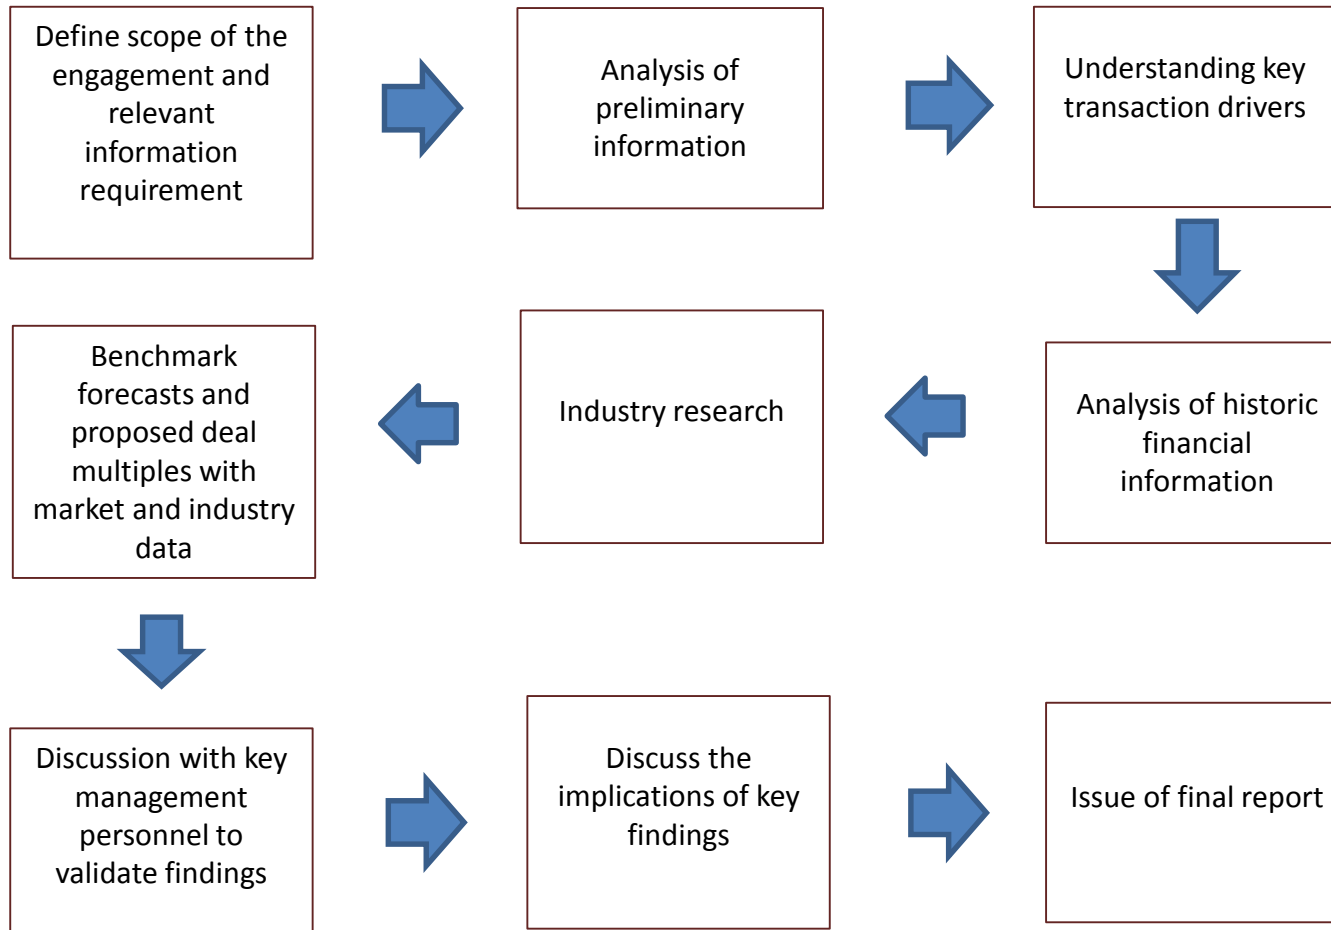 Define scope of the
engagement and
relevant
information
requirement
Analysis of
preliminary
information
Understanding key
transaction drivers
Analysis of historic
financial
information
Industry research
Benchmark
forecasts and
proposed deal
multiples with
market and industry
data
Discussion with key
management
personnel to
validate findings
Discuss the
implications of key
findings
Issue of final report